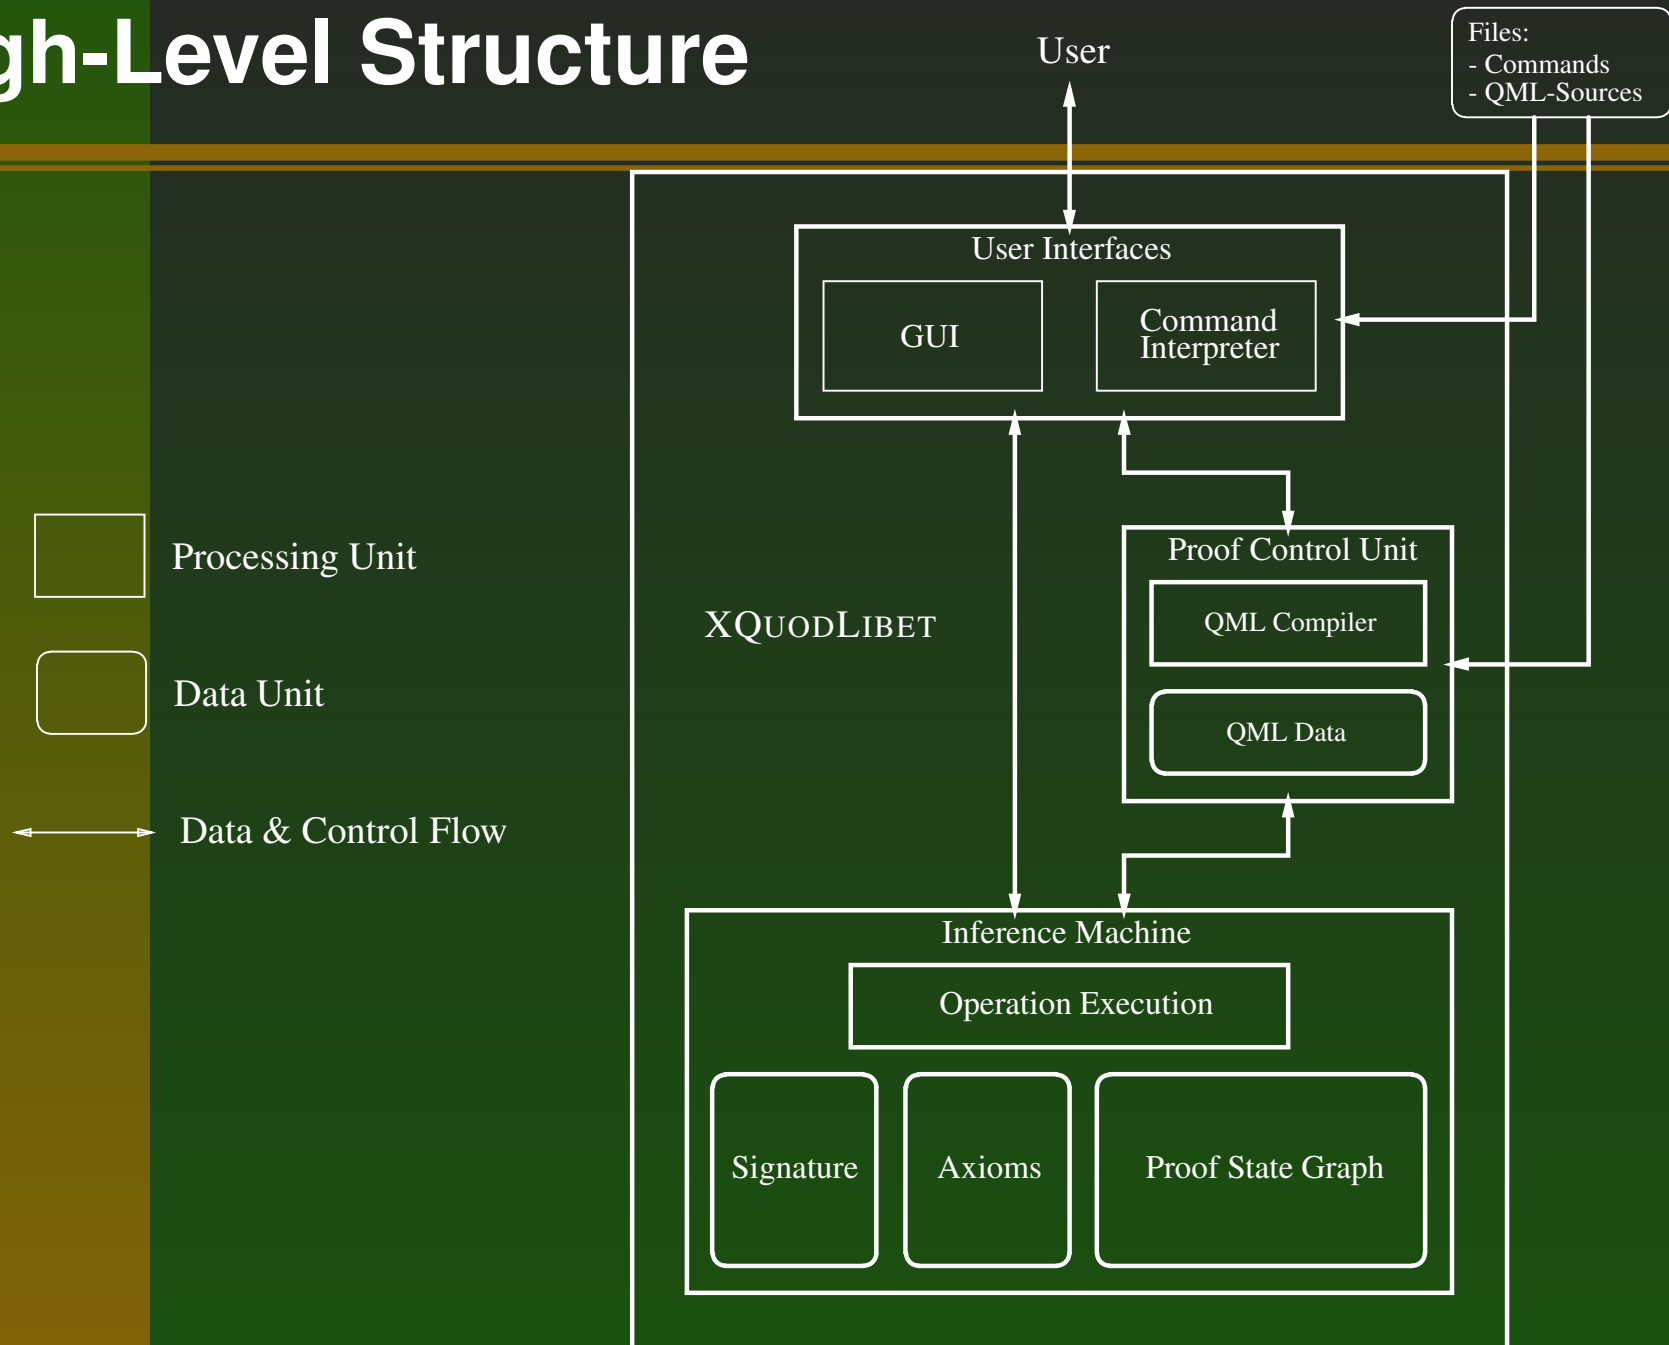 gh-Level Structure
User
Files:
- Commands
- QML-Sources
User Interfaces
GUI
Command
Interpreter
Processing Unit
Proof Control Unit
QML Compiler
XQUODLIBET
Data Unit
QML Data
Data & Control Flow
Inference Machine
Operation Execution
Signature
Axioms
Proof State Graph